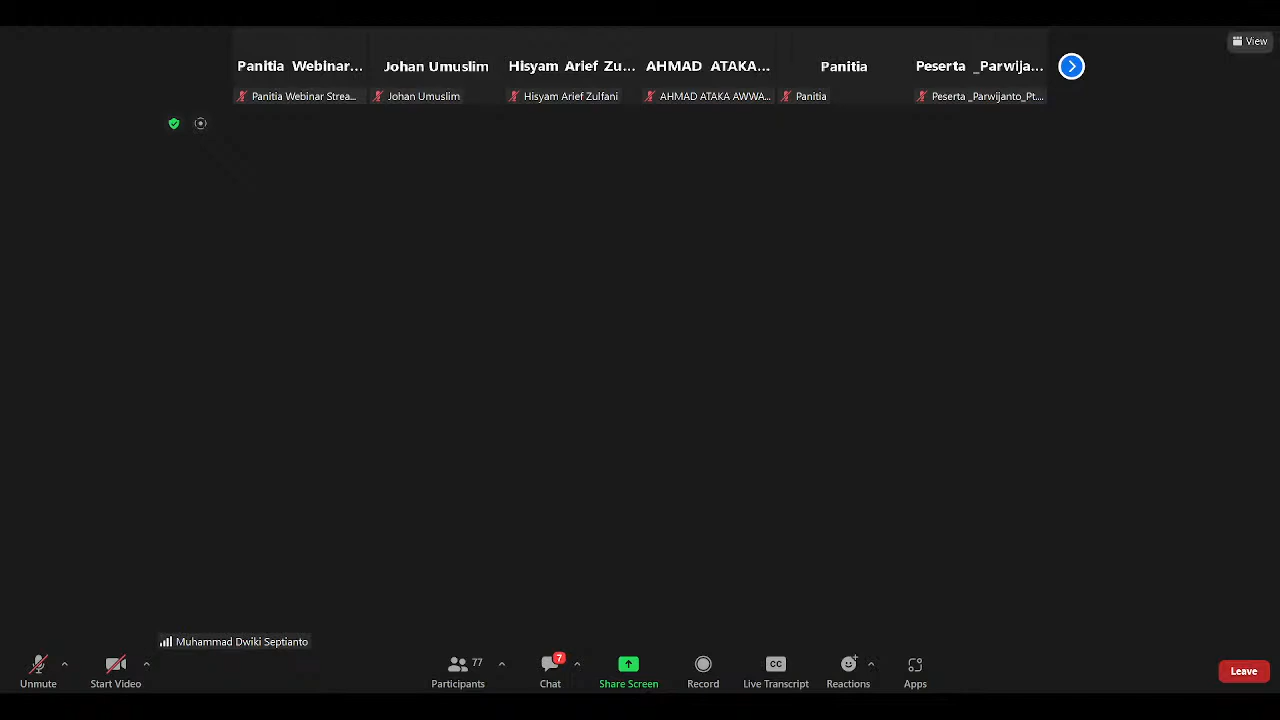 View
Panitia Webinar...
Johan Umuslim
Hisyam Arief Zu...
AHMAD ATAKA...
Panitia
Peserta _Parwija...
Panitia Webinar Strea...
Johan Umuslim
Hisyam Arief Zulfani
AHMAD ATAKA AWWA...
Panitia
Peserta _Parwijanto_Pt...
Muhammad Dwiki Septianto
77
7
CC
Unmute
Start Video
Participants
Chat
Share Screen
Record
Live Transcript
Reactions
Apps
Leave